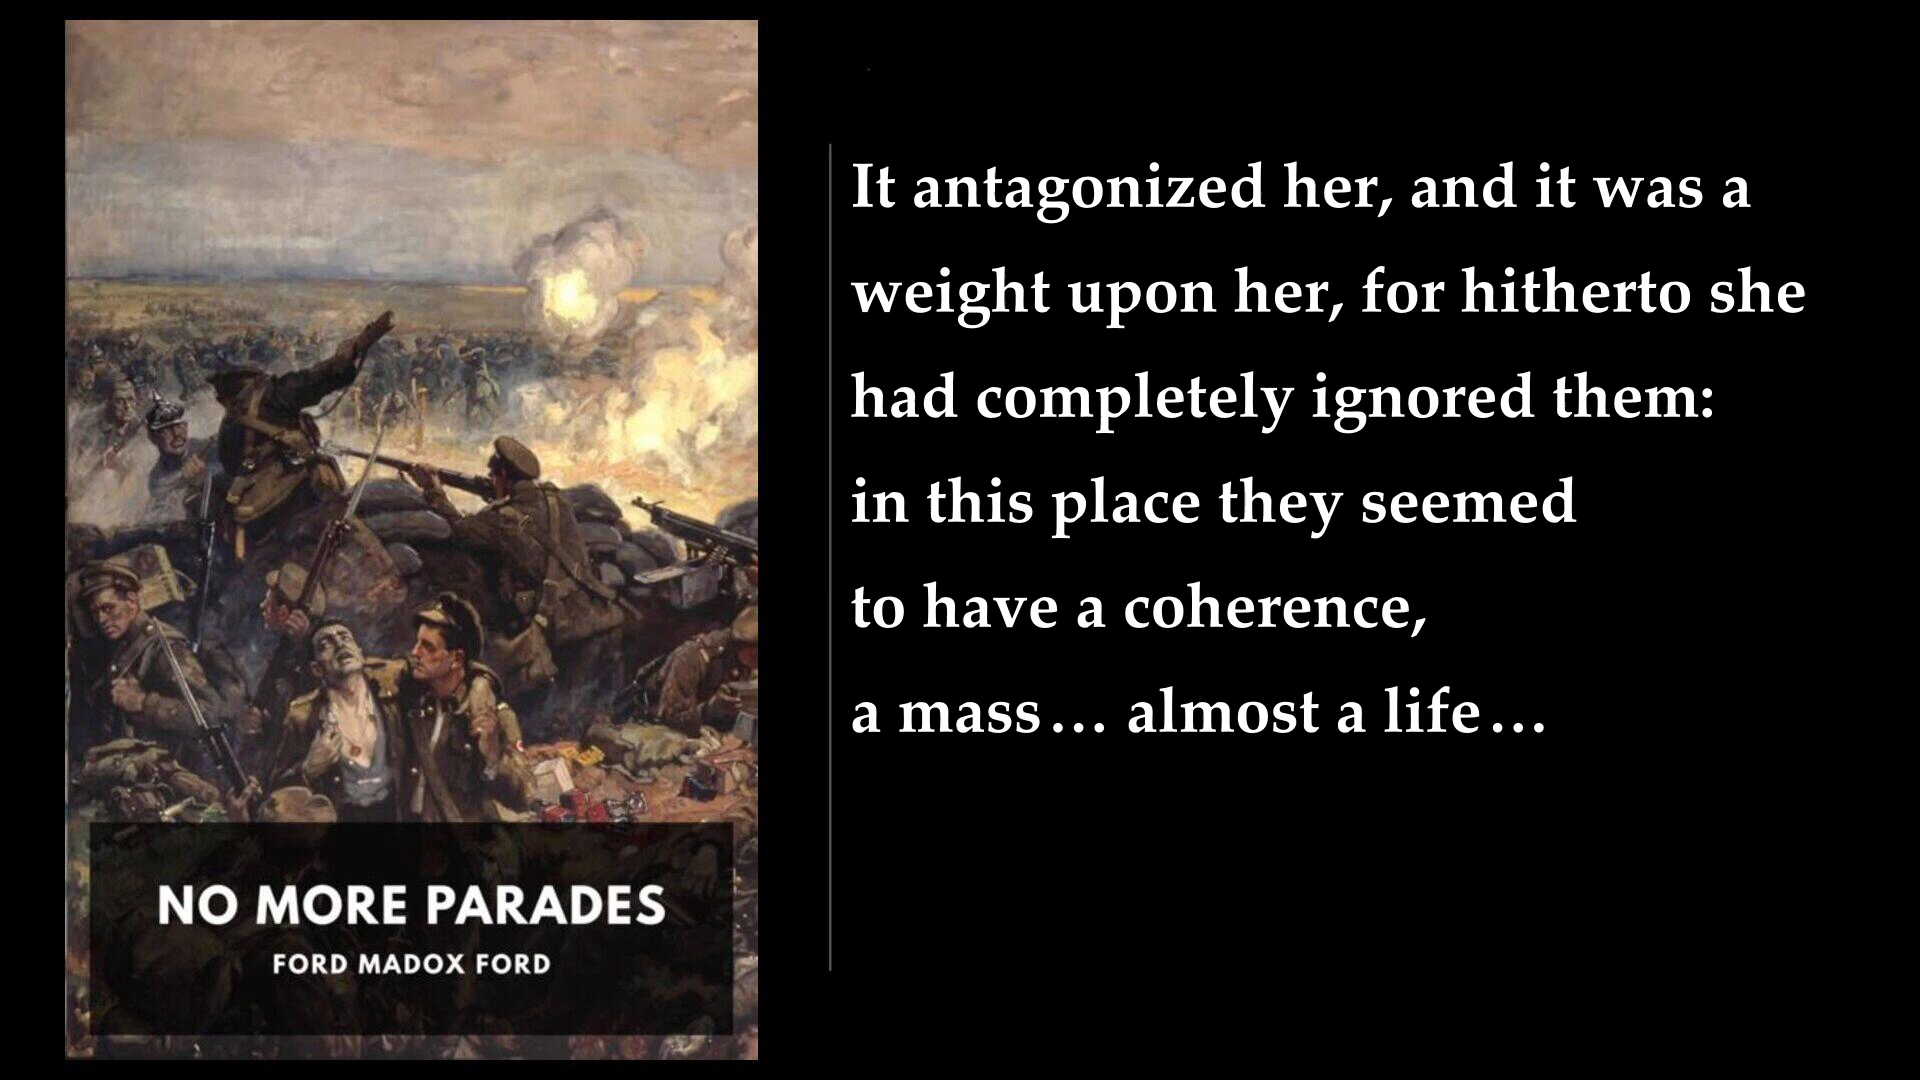 It antagonized her, and it was a
weight upon her, for hitherto she
had completely ignored them:
in this place they seemed
to have a coherence,
a mass… almost a life…
NO MORE PARADES
FORD MADOX FORD